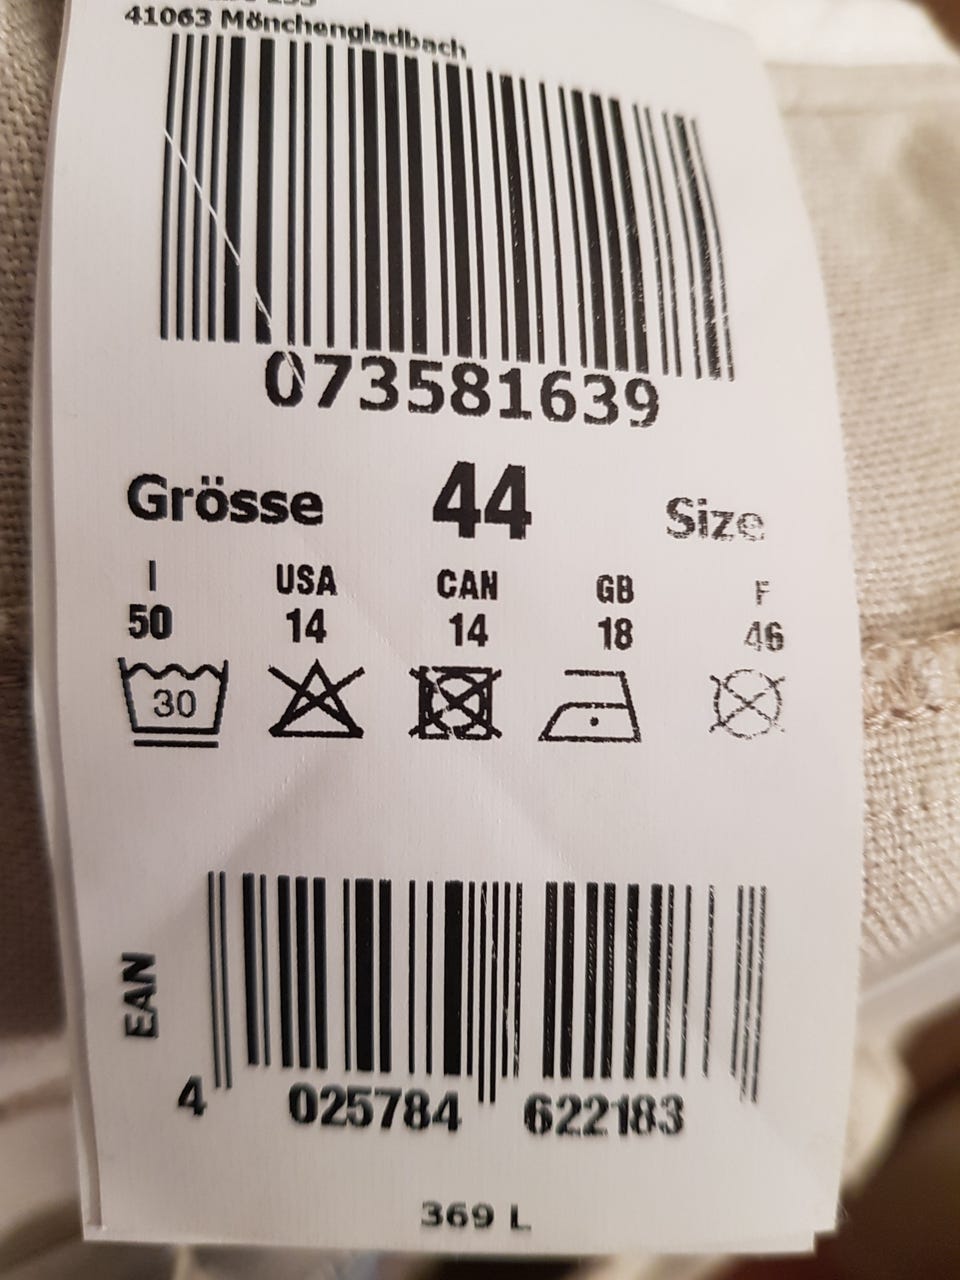 41063 Mönchengladbach
073581639
Grösse 44 Size
I USA CAN GB F
50 14 14 18 46
30
EAN
4 025784 622183
369 L